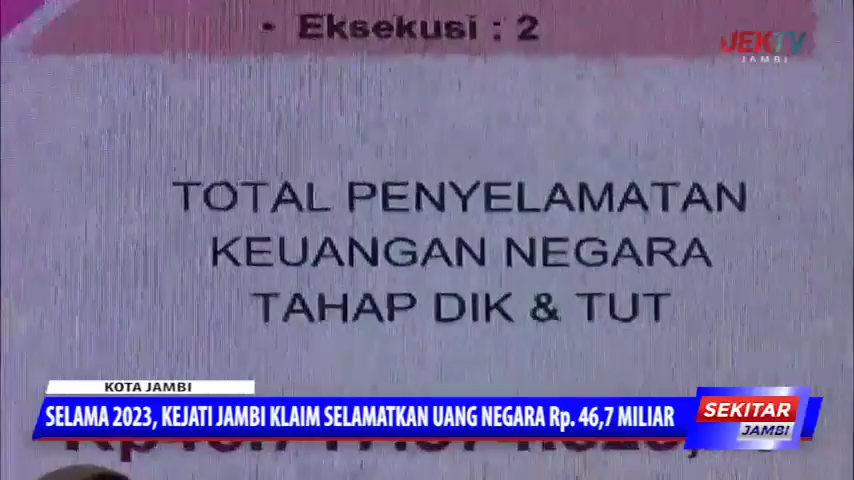 • Eksekusi : 2
JEKTV
JAMBI
TOTAL PENYELAMATAN
KEUANGAN NEGARA
TAHAP DIK & TUT
KOTA JAMBI
SELAMA 2023, KEJATI JAMBI KLAIM SELAMATKAN UANG NEGARA Rp. 46,7 MILIAR
SEKITAR
JAMBI
Rp